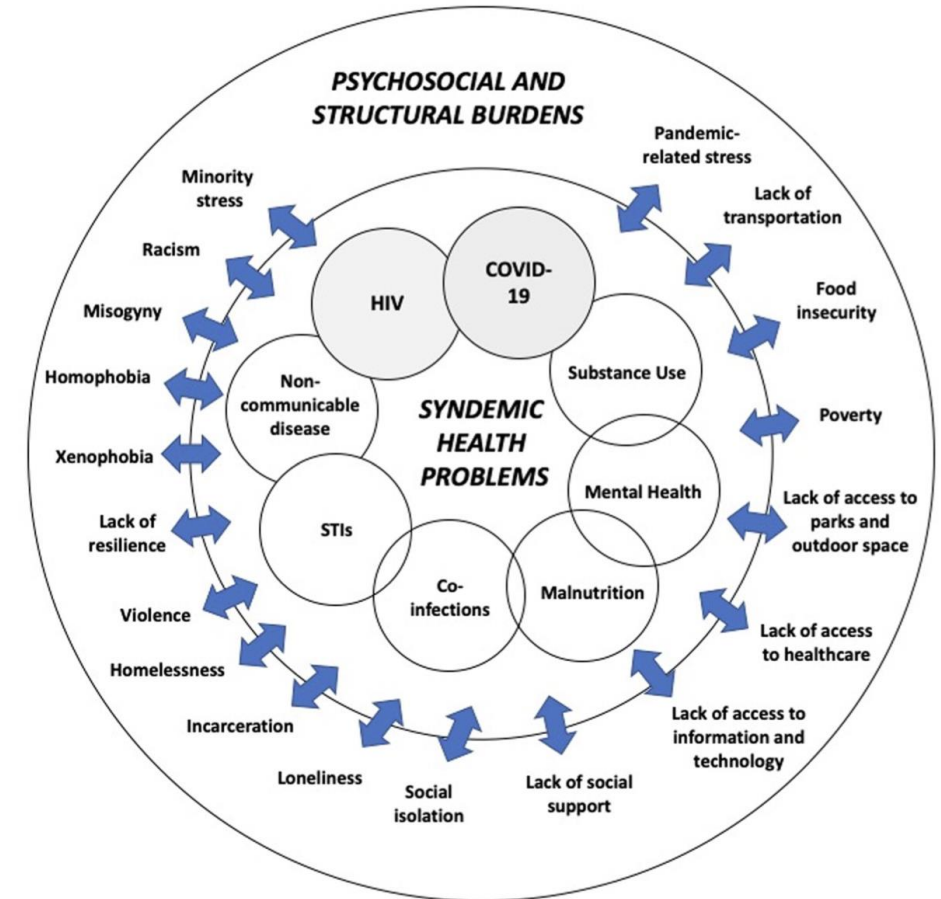 PSYCHOSOCIAL AND
STRUCTURAL BURDENS
Pandemic-
related stress
Lack of
transportation
Food
insecurity
Poverty
Lack of access to
parks and
outdoor space
Lack of access
to healthcare
Lack of access to
information and
technology
Lack of social
support
Social
isolation
Loneliness
Incarceration
Homelessness
Violence
Lack of
resilience
Xenophobia
Homophobia
Misogyny
Racism
Minority
stress
SYNDEMIC
HEALTH
PROBLEMS
HIV
COVID-
19
Substance Use
Mental Health
Malnutrition
Co-
infections
STIs
Non-
communicable
disease